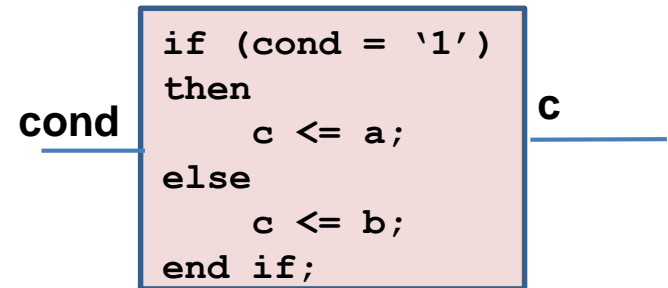 if (cond = ‘1’)
then
cond
c <= a;
c
else
c <= b;
end if;